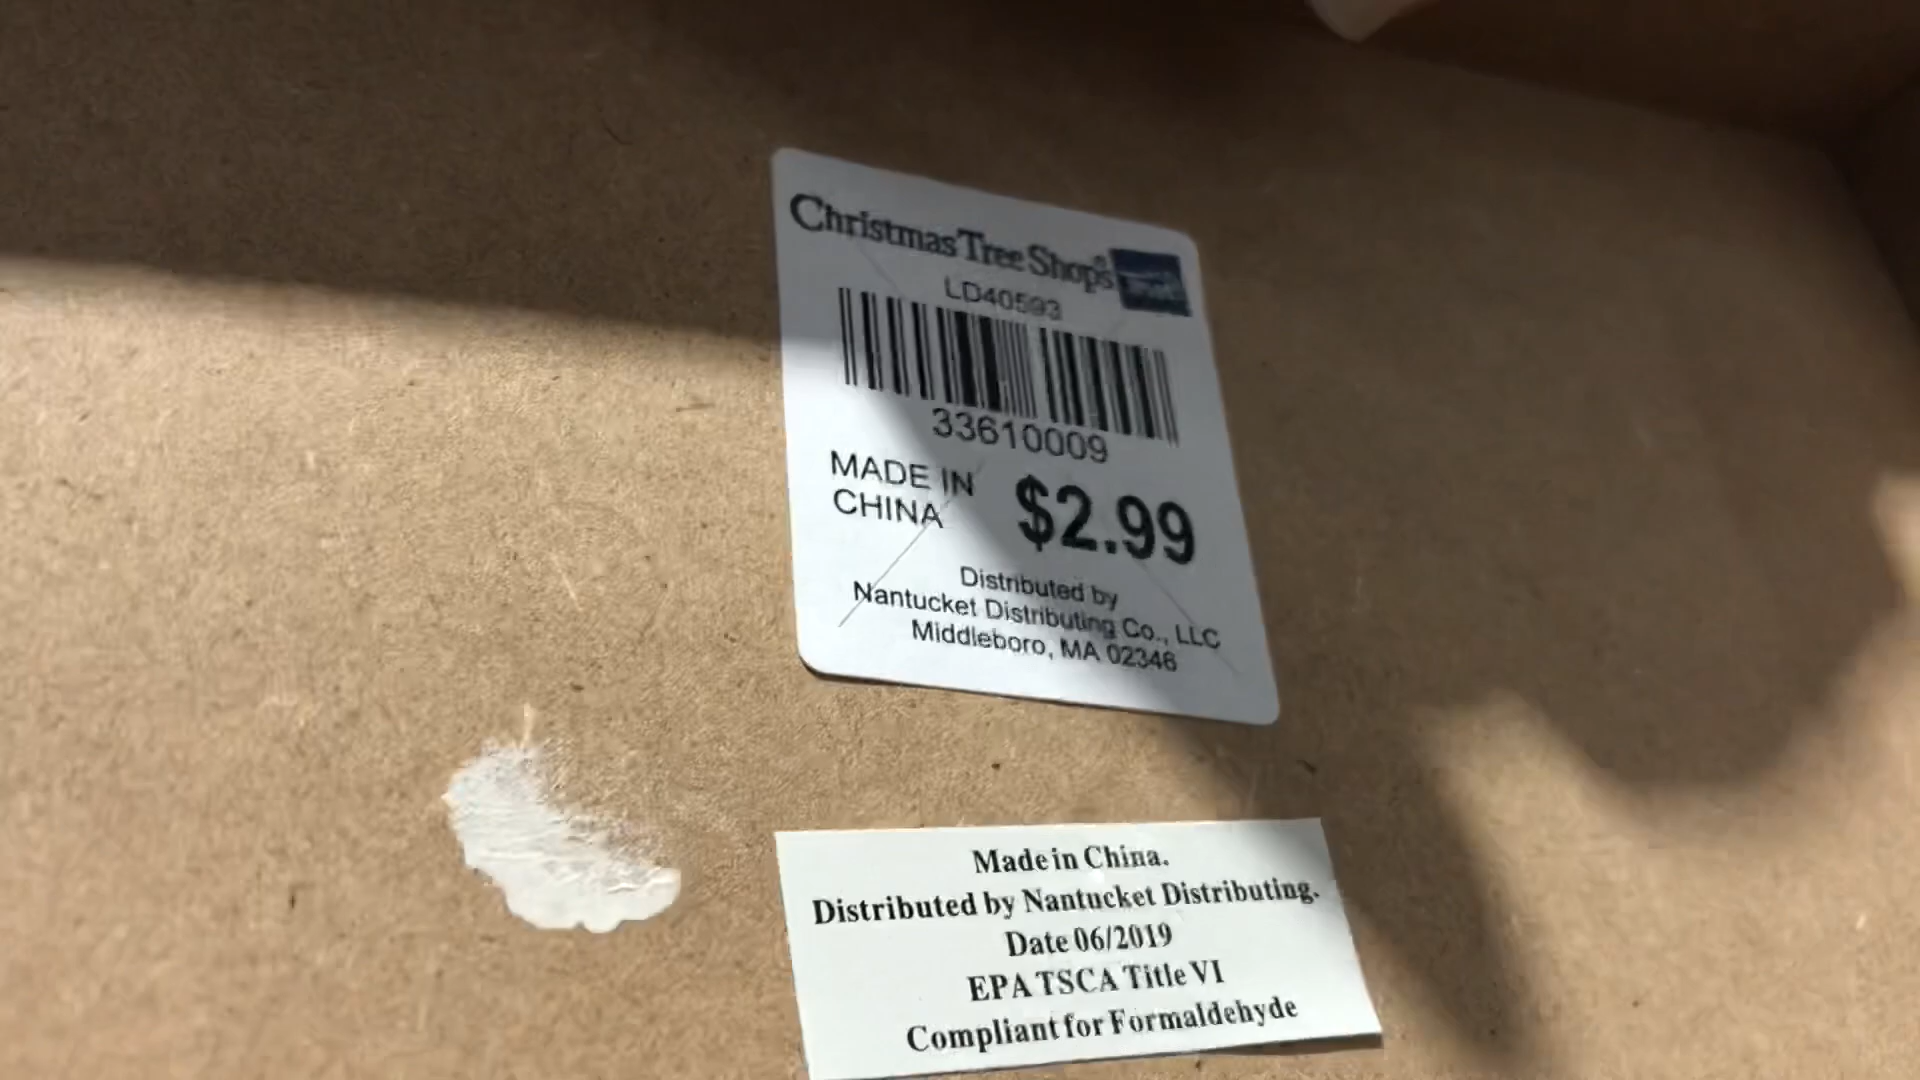 Christmas Tree Shops®
LD40593
33610009
MADE IN
CHINA
$2.99
Distributed by
Nantucket Distributing Co., LLC
Middleboro, MA 02346
Made in China.
Distributed by Nantucket Distributing.
Date 06/2019
EPA TSCA Title VI
Compliant for Formaldehyde